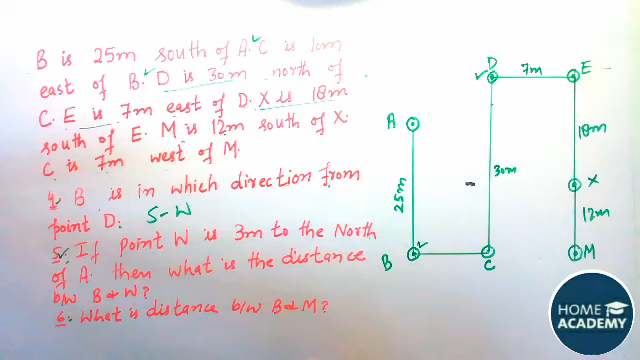 B is 25m south of A. C is 10m
east of B. D is 30m north of
C. E is 7m east of D. X is 18m
south of E. M is 12m south of X.
C is 7m west of M.
4. B is in which direction from
point D: S-W
5. If point W is 3m to the North
of A. then what is the distance
b/w B & W?
6. What is distance b/w B & M?
D
7m
E
A
18m
25m
30m
X
12m
B
C
M
HOME
ACADEMY